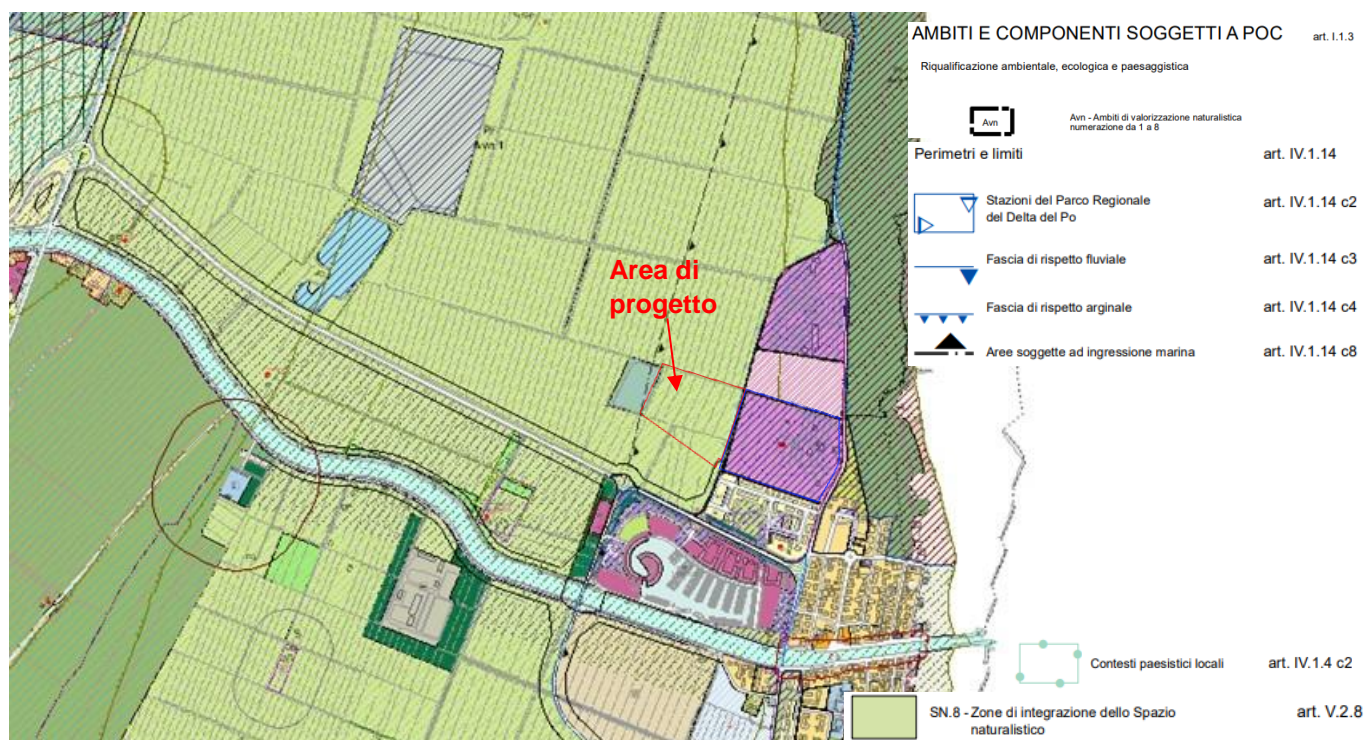 AMBITI E COMPONENTI SOGGETTI A POC art. I.1.3
Riqualificazione ambientale, ecologica e paesaggistica
Avn
Avn - Ambiti di valorizzazione naturalistica
numerazione da 1 a 8
Perimetri e limiti art. IV.1.14
Stazioni del Parco Regionale
del Delta del Po
art. IV.1.14 c2
Fascia di rispetto fluviale art. IV.1.14 c3
Fascia di rispetto arginale art. IV.1.14 c4
Aree soggette ad ingressione marina art. IV.1.14 c8
Avn 1
Area di
progetto
Contesti paesistici locali art. IV.1.4 c2
SN.8 - Zone di integrazione dello Spazio
naturalistico
art. V.2.8